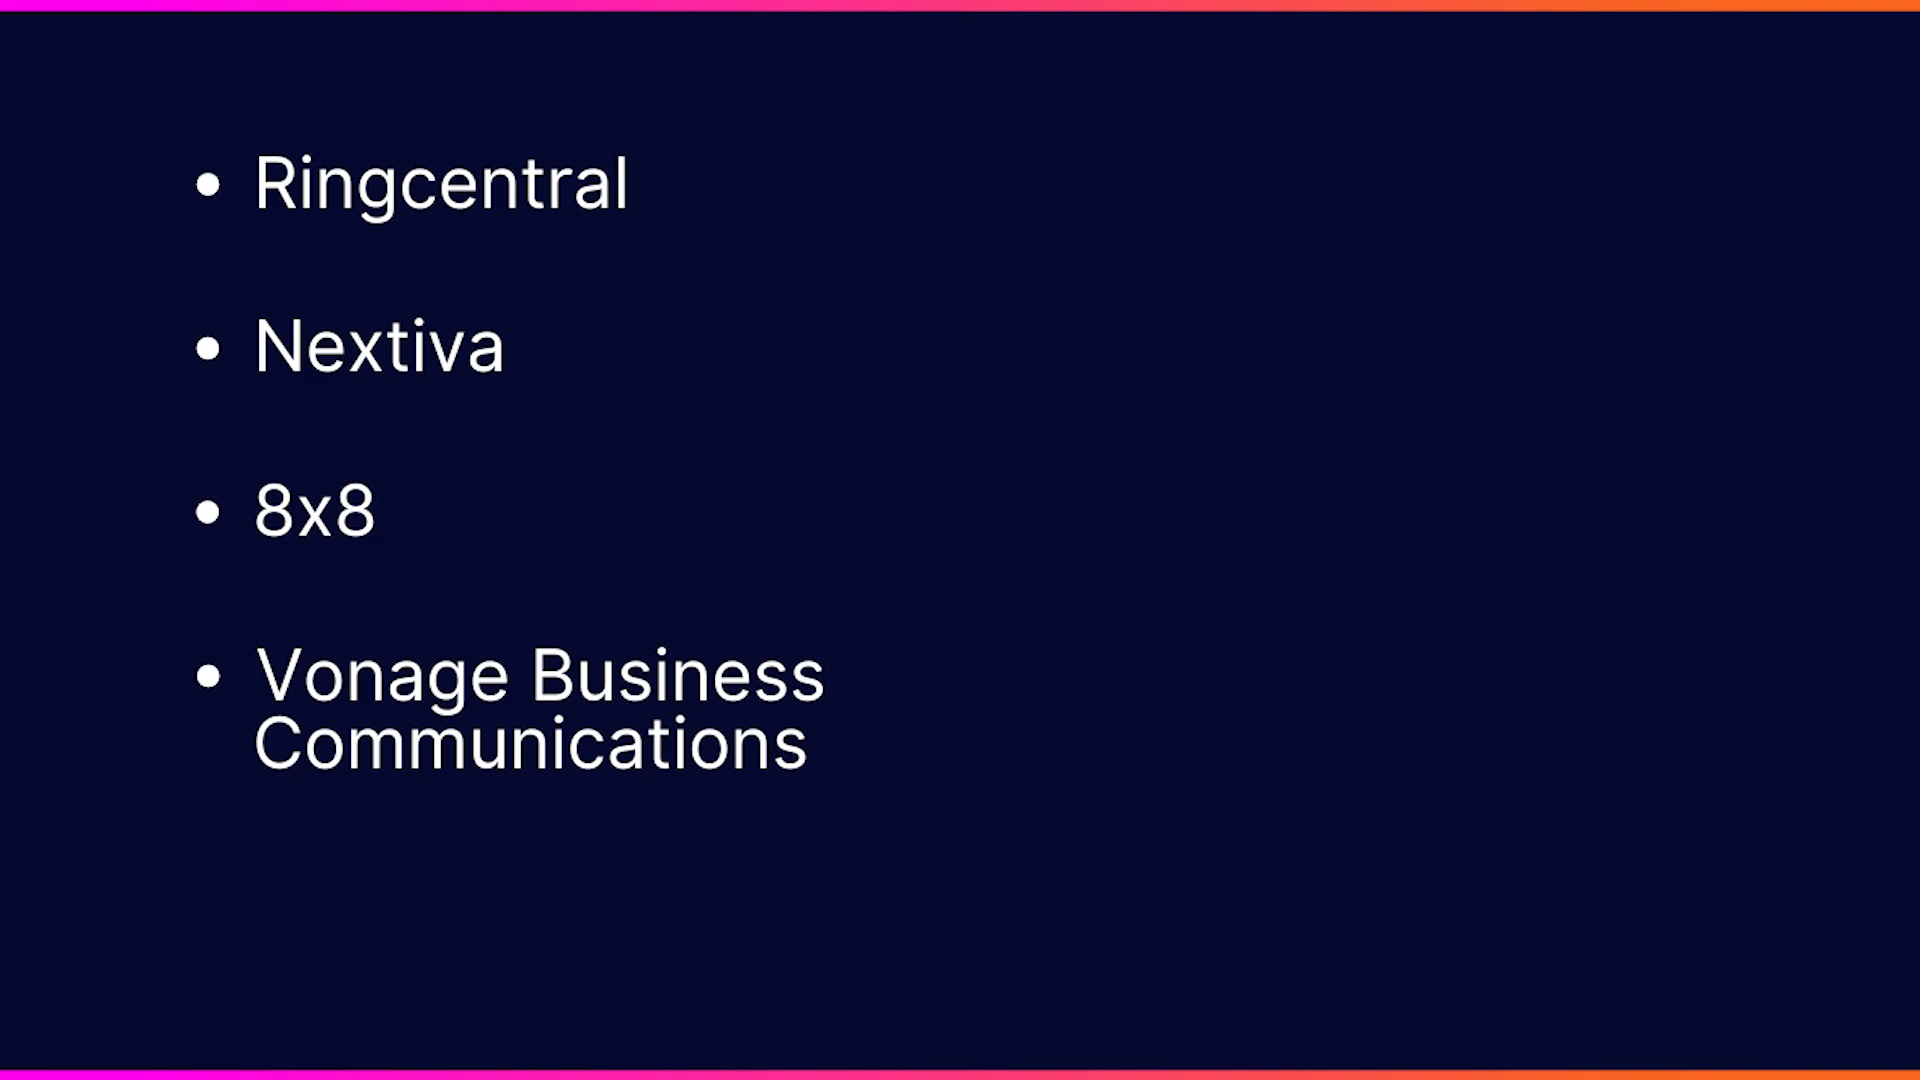 • Ringcentral
• Nextiva
• 8x8
• Vonage Business
Communications